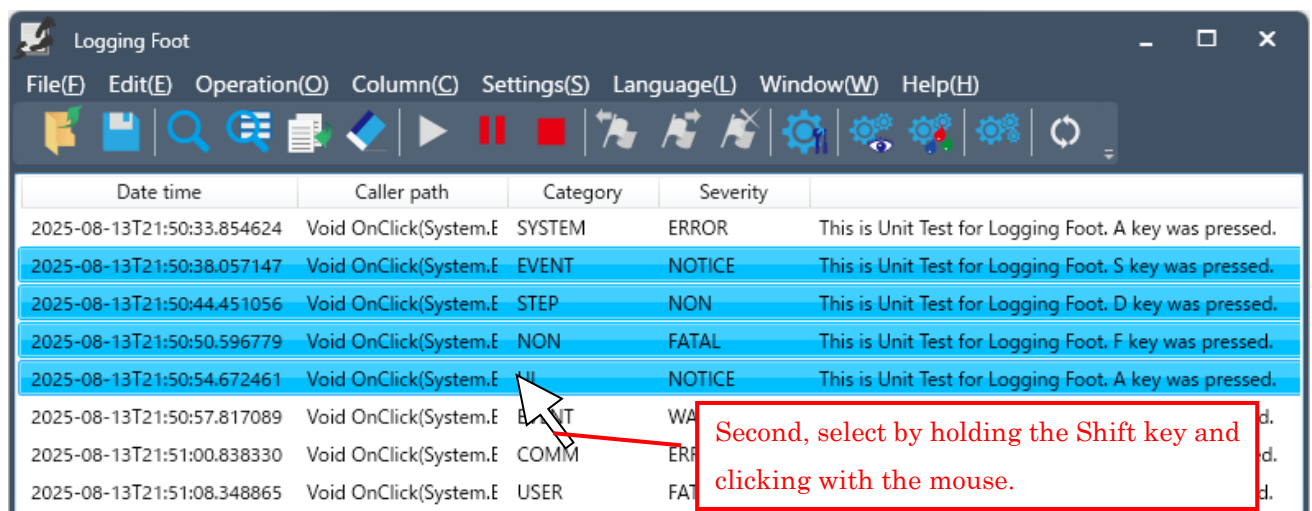 Logging Foot
File(F) Edit(E) Operation(O) Column(C) Settings(S) Language(L) Window(W) Help(H)
Date time Caller path Category Severity
2025-08-13T21:50:33.854624 Void OnClick(System.E SYSTEM ERROR This is Unit Test for Logging Foot. A key was pressed.
2025-08-13T21:50:38.057147 Void OnClick(System.E EVENT NOTICE This is Unit Test for Logging Foot. S key was pressed.
2025-08-13T21:50:44.451056 Void OnClick(System.E STEP NON This is Unit Test for Logging Foot. D key was pressed.
2025-08-13T21:50:50.596779 Void OnClick(System.E NON FATAL This is Unit Test for Logging Foot. F key was pressed.
2025-08-13T21:50:54.672461 Void OnClick(System.E NOTICE This is Unit Test for Logging Foot. A key was pressed.
2025-08-13T21:50:57.817089 Void OnClick(System.E EVENT WA d.
2025-08-13T21:51:00.838330 Void OnClick(System.E COMM ERR d.
2025-08-13T21:51:08.348865 Void OnClick(System.E USER FAT d.
Second, select by holding the Shift key and
clicking with the mouse.